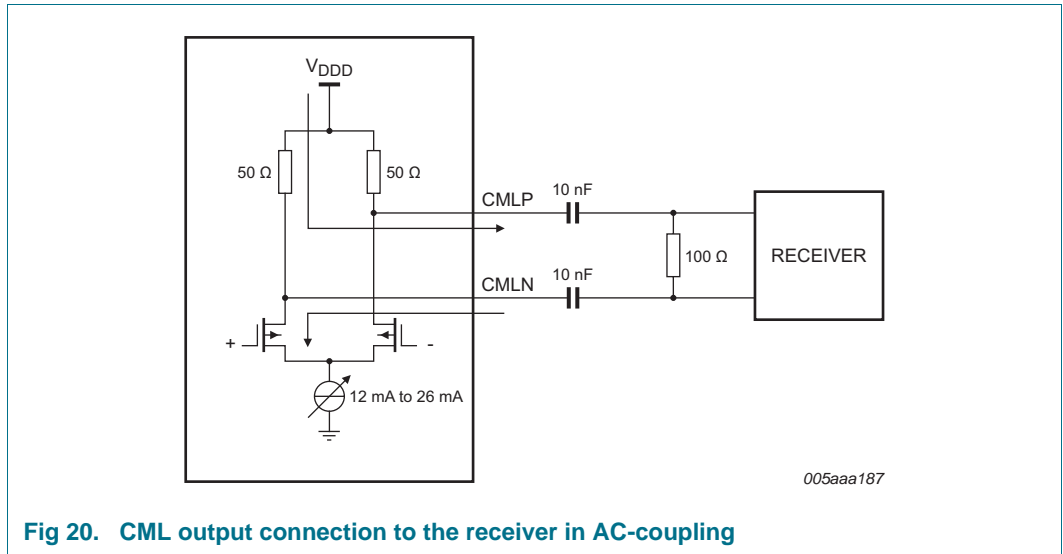 VDDD
50 Ω
50 Ω
CMLP
10 nF
100 Ω
RECEIVER
CMLN
10 nF
+
-
12 mA to 26 mA
005aaa187
Fig 20. CML output connection to the receiver in AC-coupling